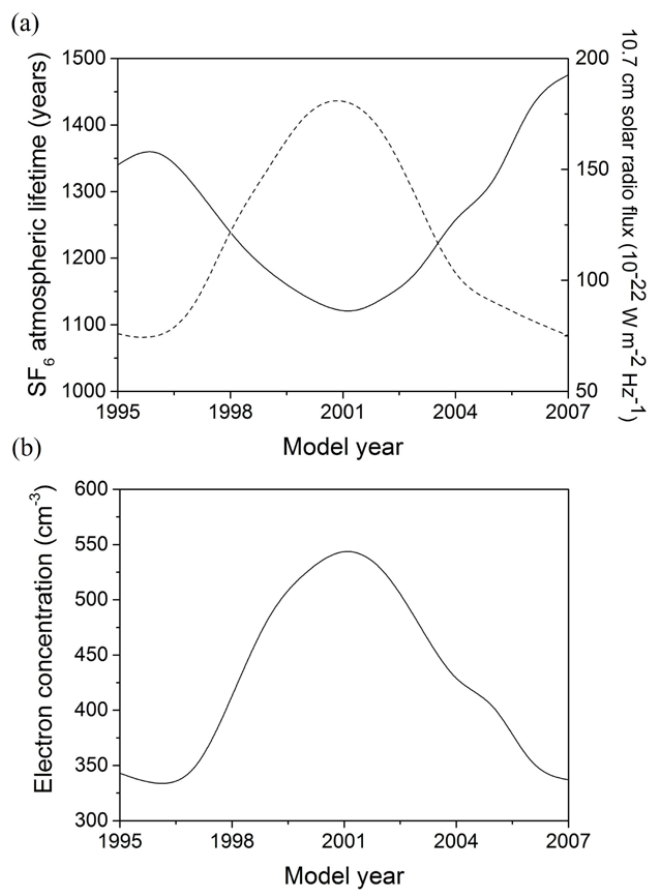 (a)
SF6 atmospheric lifetime (years)
1500
1400
1300
1200
1100
1000
200
150
100
50
10.7 cm solar radio flux (10-22 W m-2 Hz-1)
1995 1998 2001 2004 2007
Model year
(b)
Electron concentration (cm-3)
600
550
500
450
400
350
300
1995 1998 2001 2004 2007
Model year